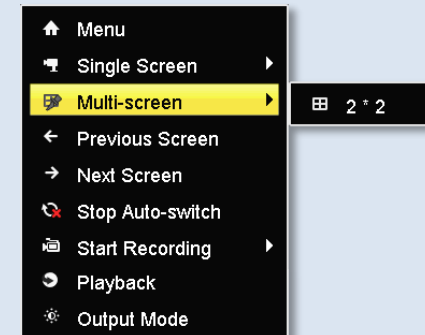 Menu
Single Screen
Multi-screen
2 * 2
Previous Screen
Next Screen
Stop Auto-switch
Start Recording
Playback
Output Mode